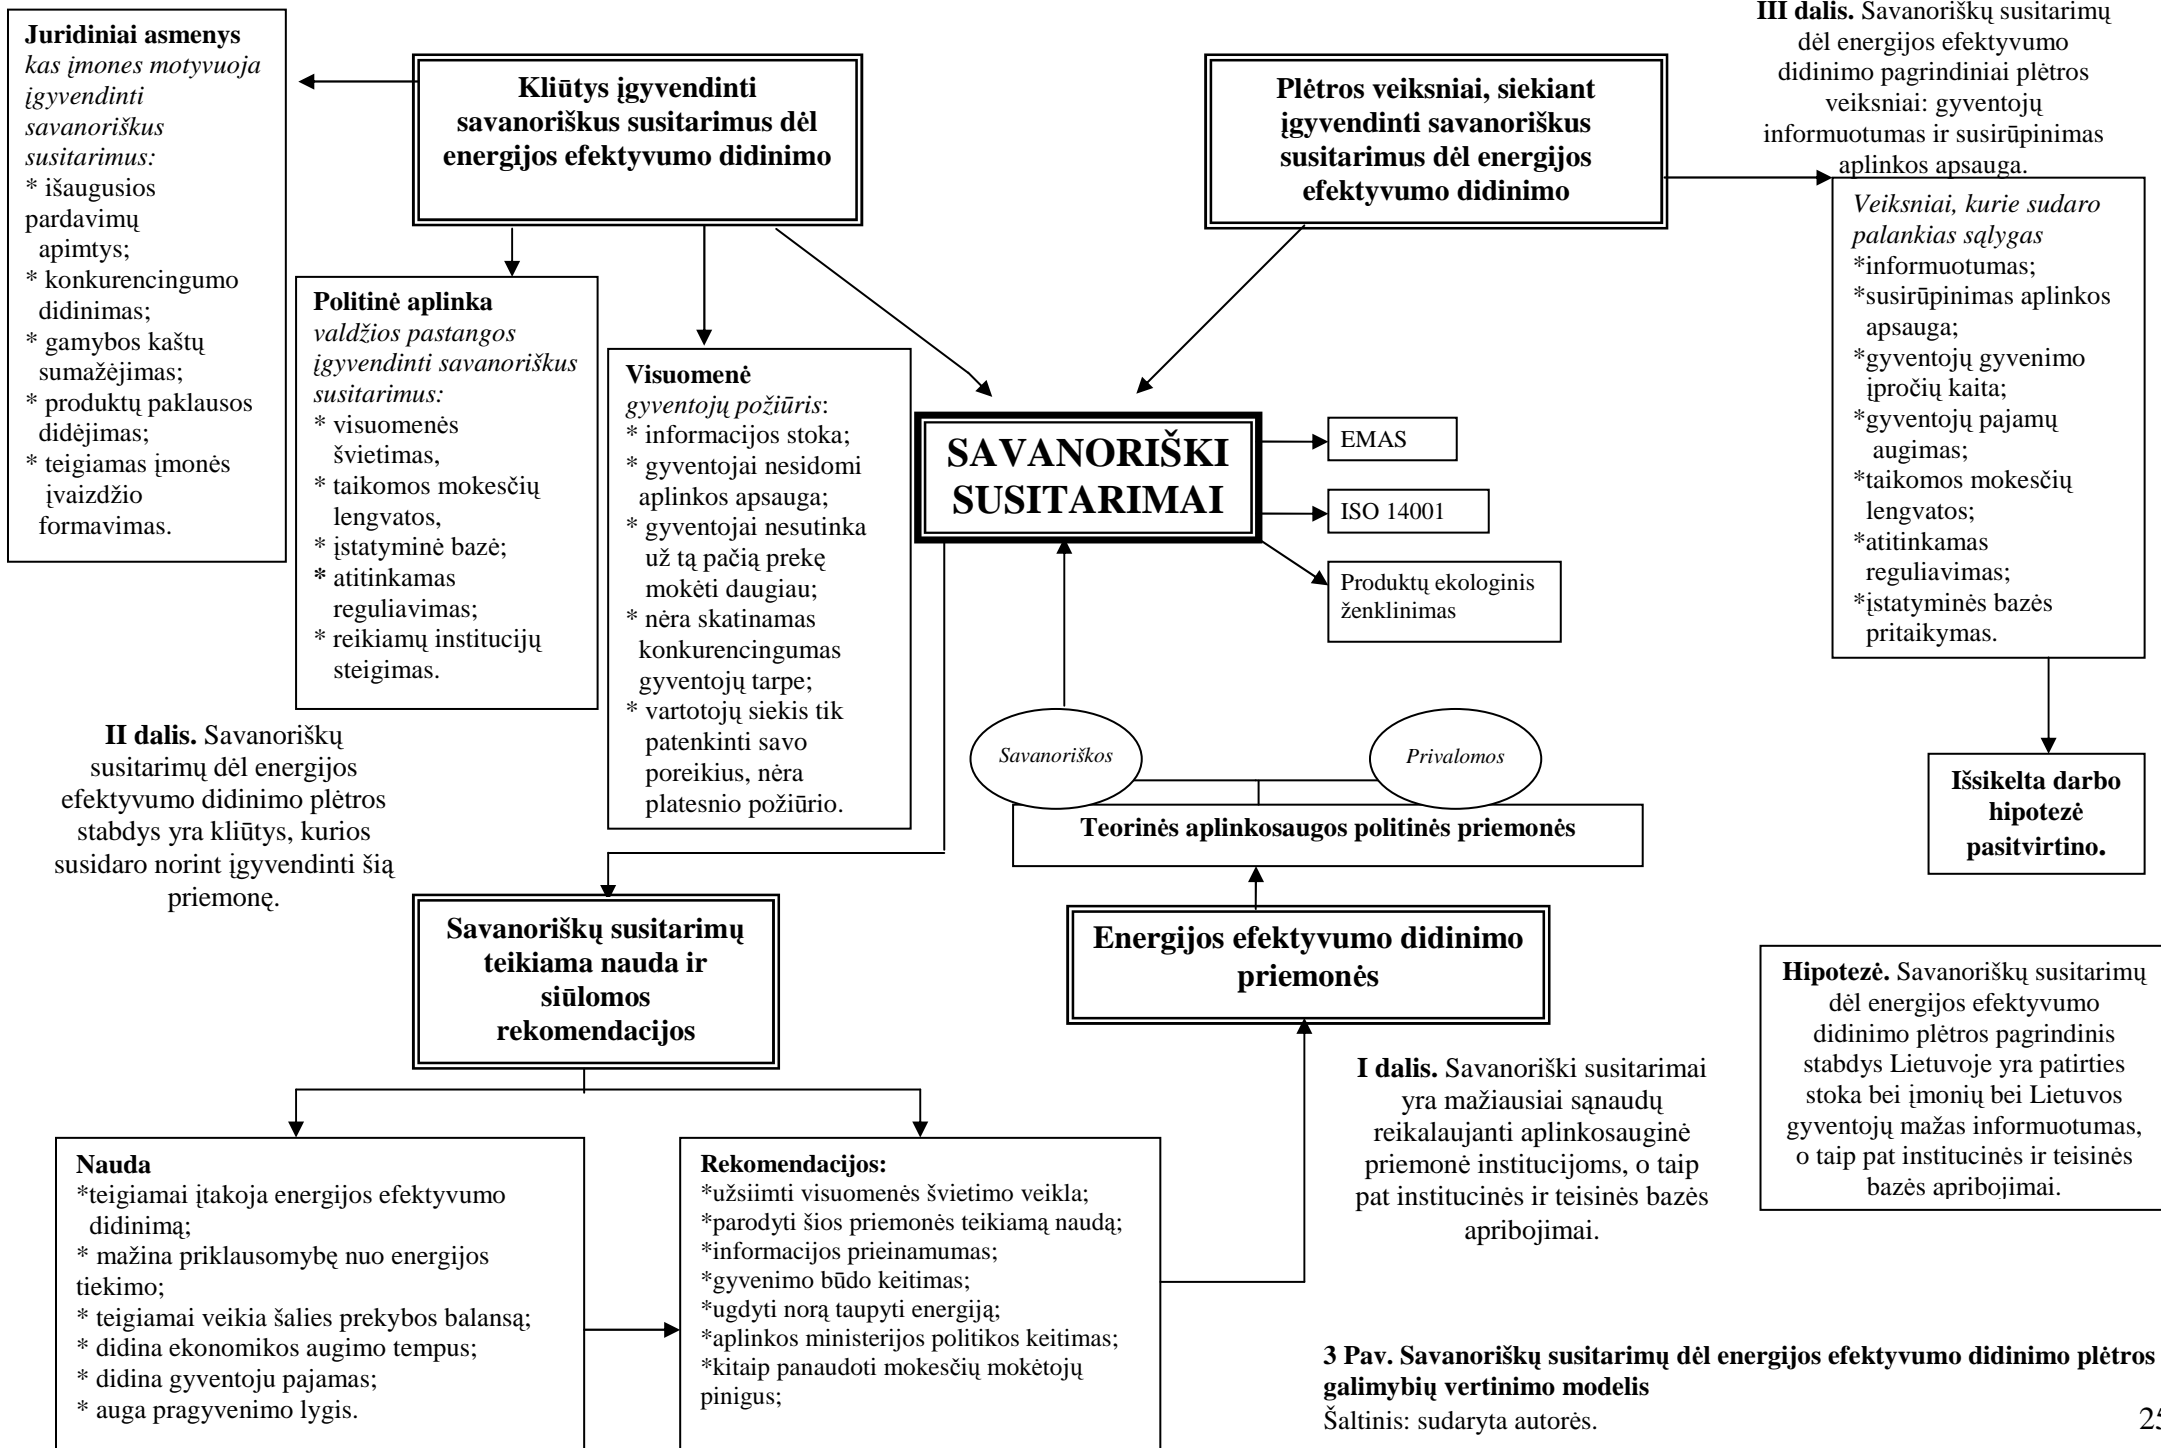 Juridiniai asmenys
kas įmones motyvuoja
įgyvendinti
savanoriškus
susitarimus:
* išaugusios
pardavimų
apimtys;
* konkurencingumo
didinimas;
* gamybos kaštų
sumažėjimas;
* produktų paklausos
didėjimas;
* teigiamas įmonės
įvaizdžio
formavimas.
Kliūtys įgyvendinti
savanoriškus susitarimus dėl
energijos efektyvumo didinimo
Plėtros veiksniai, siekiant
įgyvendinti savanoriškus
susitarimus dėl energijos
efektyvumo didinimo
III dalis. Savanoriškų susitarimų
dėl energijos efektyvumo
didinimo pagrindiniai plėtros
veiksniai: gyventojų
informuotumas ir susirūpinimas
aplinkos apsauga.
Veiksniai, kurie sudaro
palankias sąlygas
*informuotumas;
*susirūpinimas aplinkos
apsauga;
*gyventojų gyvenimo
įpročių kaita;
*gyventojų pajamų
augimas;
*taikomos mokesčių
lengvatos;
*atitinkamas
reguliavimas;
*įstatyminės bazės
pritaikymas.
Politinė aplinka
valdžios pastangos
įgyvendinti savanoriškus
susitarimus:
* visuomenės
švietimas,
* taikomos mokesčių
lengvatos,
* įstatyminė bazė;
* atitinkamas
reguliavimas;
* reikiamų institucijų
steigimas.
Visuomenė
gyventojų požiūris:
* informacijos stoka;
* gyventojai nesidomi
aplinkos apsauga;
* gyventojai nesutinka
už tą pačią prekę
mokėti daugiau;
* nėra skatinamas
konkurencingumas
gyventojų tarpe;
* vartotojų siekis tik
patenkinti savo
poreikius, nėra
platesnio požiūrio.
SAVANORIŠKI
SUSITARIMAI
EMAS
ISO 14001
Produktų ekologinis
ženklinimas
II dalis. Savanoriškų
susitarimų dėl energijos
efektyvumo didinimo plėtros
stabdys yra kliūtys, kurios
susidaro norint įgyvendinti šią
priemonę.
Savanoriškos
Privalomos
Teorinės aplinkosaugos politinės priemonės
Išsikelta darbo
hipotezė
pasitvirtino.
Savanoriškų susitarimų
teikiama nauda ir
siūlomos
rekomendacijos
Energijos efektyvumo didinimo
priemonės
Hipotezė. Savanoriškų susitarimų
dėl energijos efektyvumo
didinimo plėtros pagrindinis
stabdys Lietuvoje yra patirties
stoka bei įmonių bei Lietuvos
gyventojų mažas informuotumas,
o taip pat institucinės ir teisinės
bazės apribojimai.
I dalis. Savanoriški susitarimai
yra mažiausiai sąnaudų
reikalaujanti aplinkosauginė
priemonė institucijoms, o taip
pat institucinės ir teisinės bazės
apribojimai.
Nauda
*teigiamai įtakoja energijos efektyvumo
didinimą;
* mažina priklausomybę nuo energijos
tiekimo;
* teigiamai veikia šalies prekybos balansą;
* didina ekonomikos augimo tempus;
* didina gyventoju pajamas;
* auga pragyvenimo lygis.
Rekomendacijos:
*užsiimti visuomenės švietimo veikla;
*parodyti šios priemonės teikiamą naudą;
*informacijos prieinamumas;
*gyvenimo būdo keitimas;
*ugdyti norą taupyti energiją;
*aplinkos ministerijos politikos keitimas;
*kitaip panaudoti mokesčių mokėtojų
pinigus;
3 Pav. Savanoriškų susitarimų dėl energijos efektyvumo didinimo plėtros
galimybių vertinimo modelis
Šaltinis: sudaryta autorės.
25